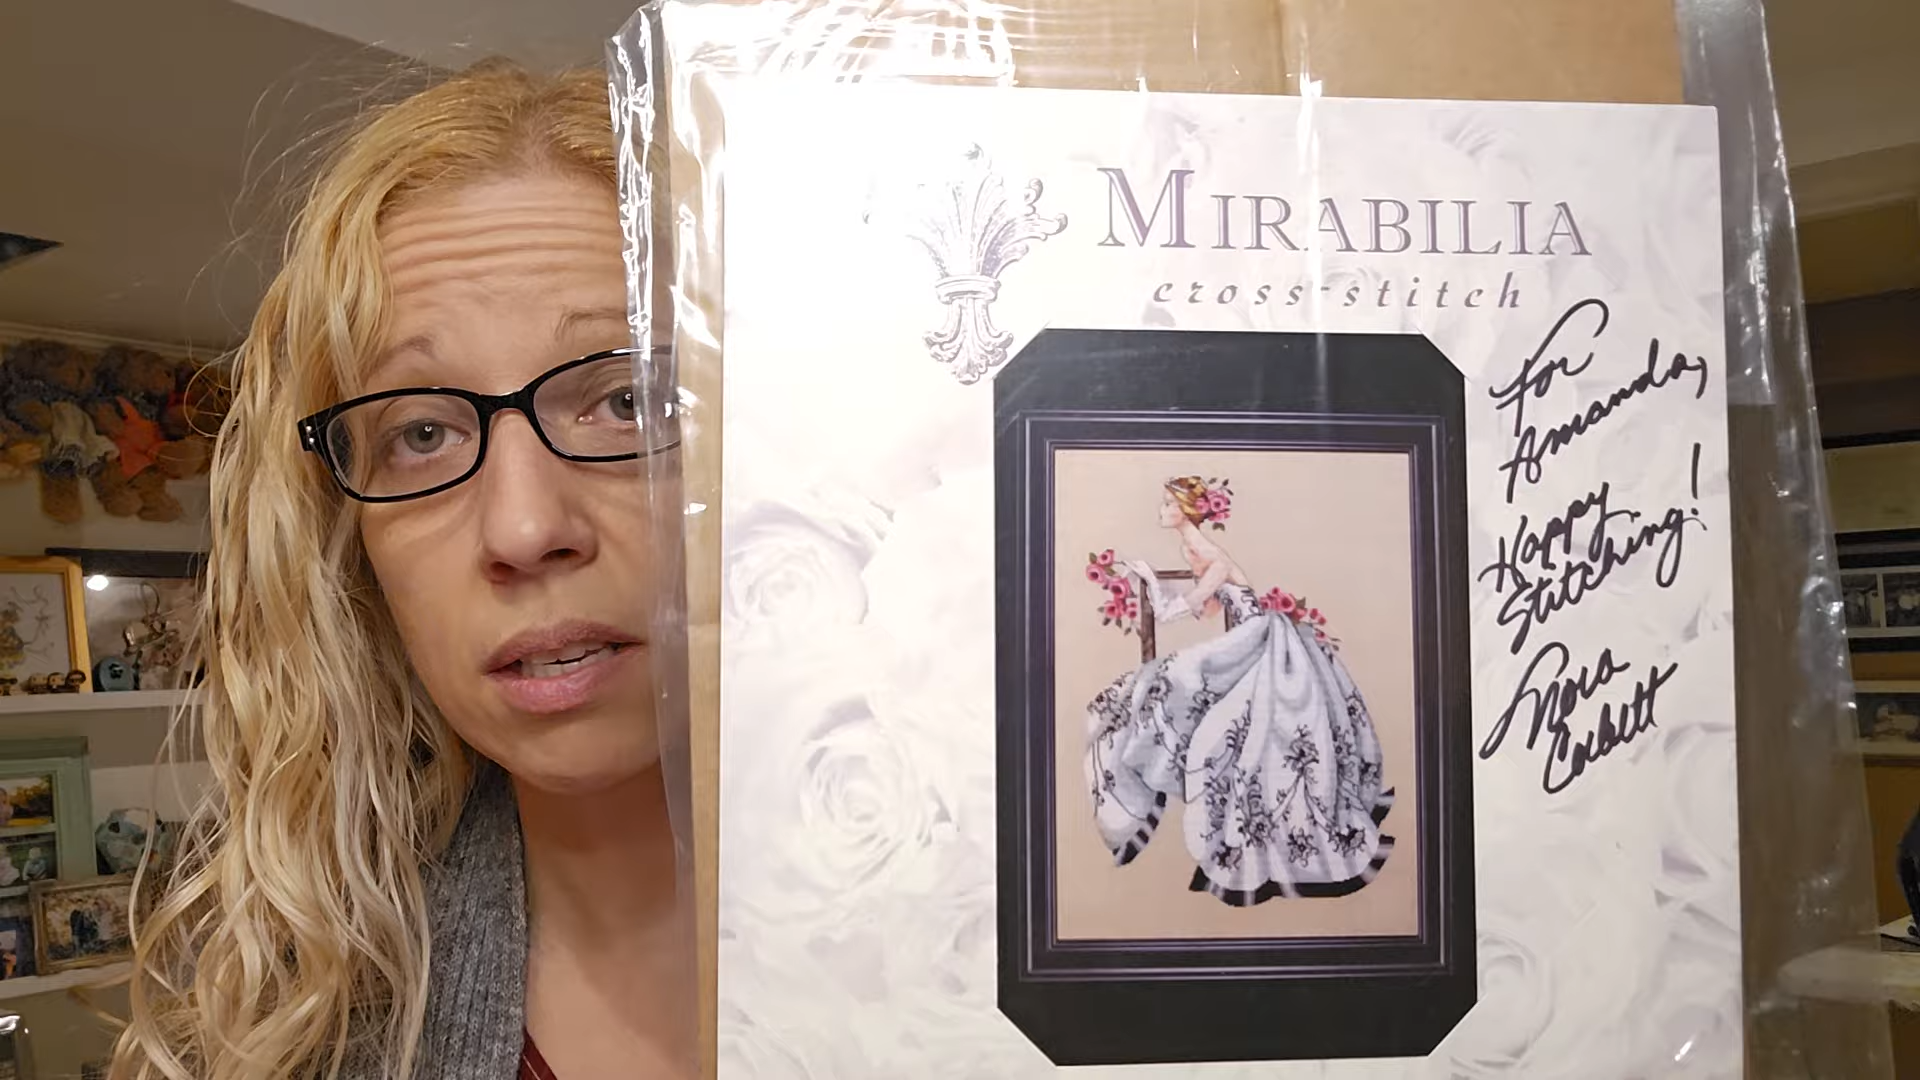 MIRABILIA
cross-stitch
For
Amanda,
Happy
Stitching!
Nora
Corbett